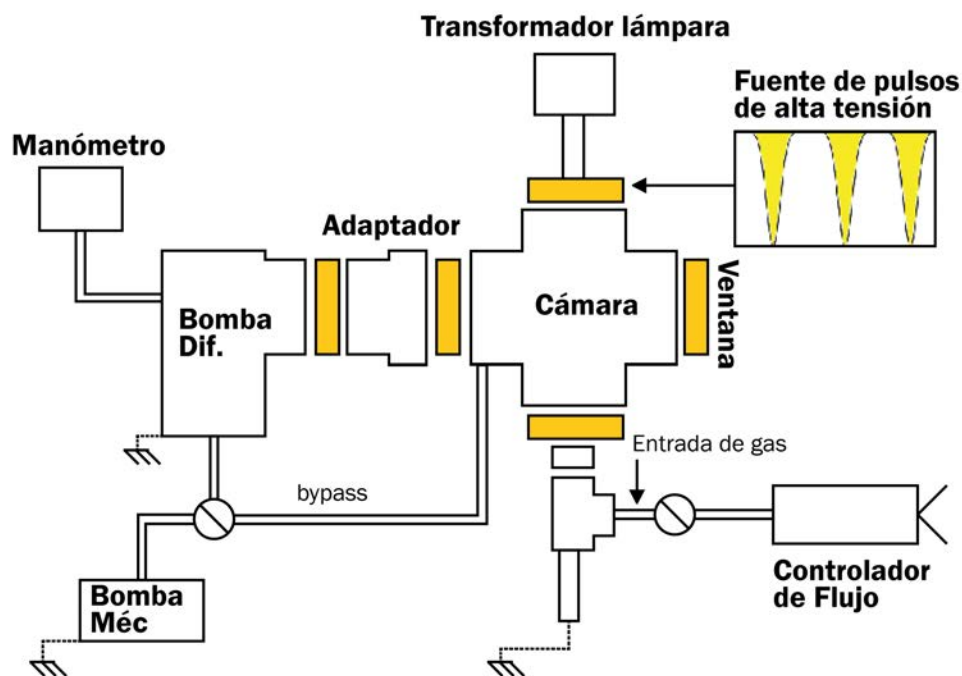 Transformador lámpara
Fuente de pulsos
de alta tensión
Manómetro
Adaptador
Ventana
Cámara
Bomba
Dif.
Entrada de gas
bypass
Controlador
de Flujo
Bomba
Méc